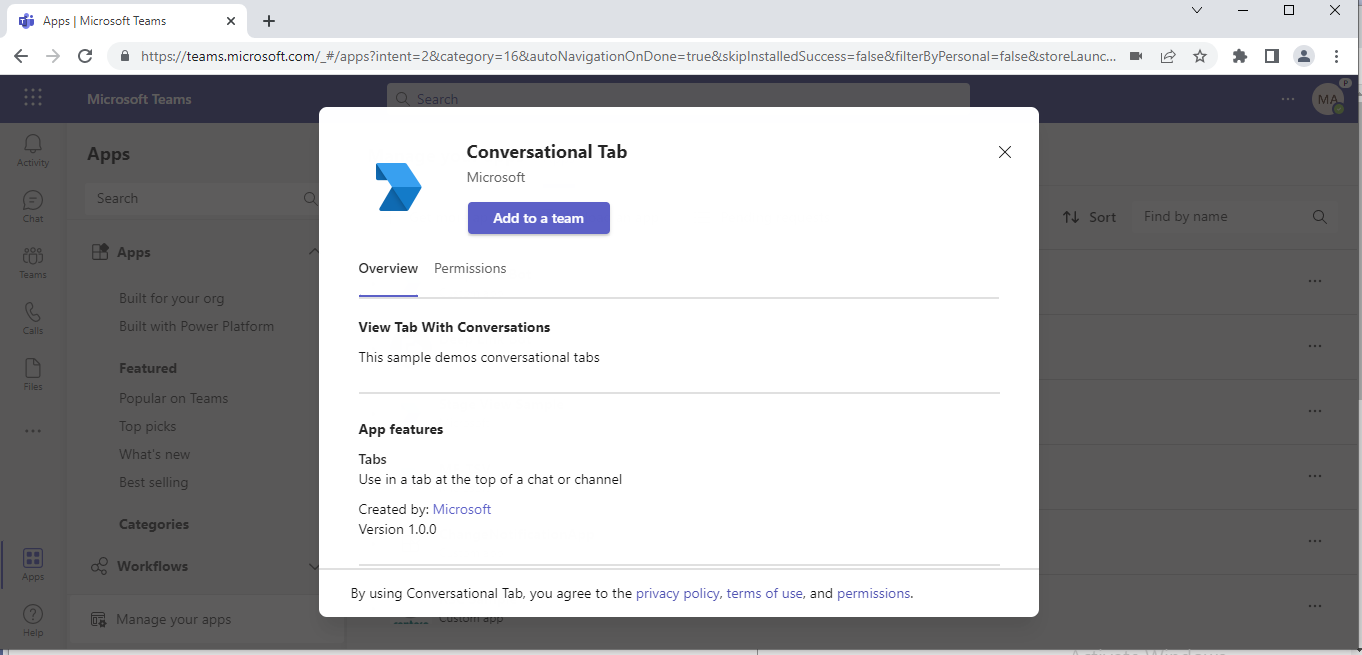 Apps | Microsoft Teams
https://teams.microsoft.com/_#/apps?intent=2&category=16&autoNavigationOnDone=true&skipInstalledSuccess=false&filterByPersonal=false&storeLaunc...
Microsoft Teams
Search
MA
P
Activity
Chat
Teams
Calls
Files
Apps
Help
Apps
Search
Apps
Built for your org
Built with Power Platform
Featured
Popular on Teams
Top picks
What's new
Best selling
Categories
Workflows
Manage your apps
Sort
Find by name
Conversational Tab
Microsoft
Add to a team
Overview Permissions
View Tab With Conversations
This sample demos conversational tabs
App features
Tabs
Use in a tab at the top of a chat or channel
Created by: Microsoft
Version 1.0.0
By using Conversational Tab, you agree to the privacy policy, terms of use, and permissions.
Custom app
Activate Windows